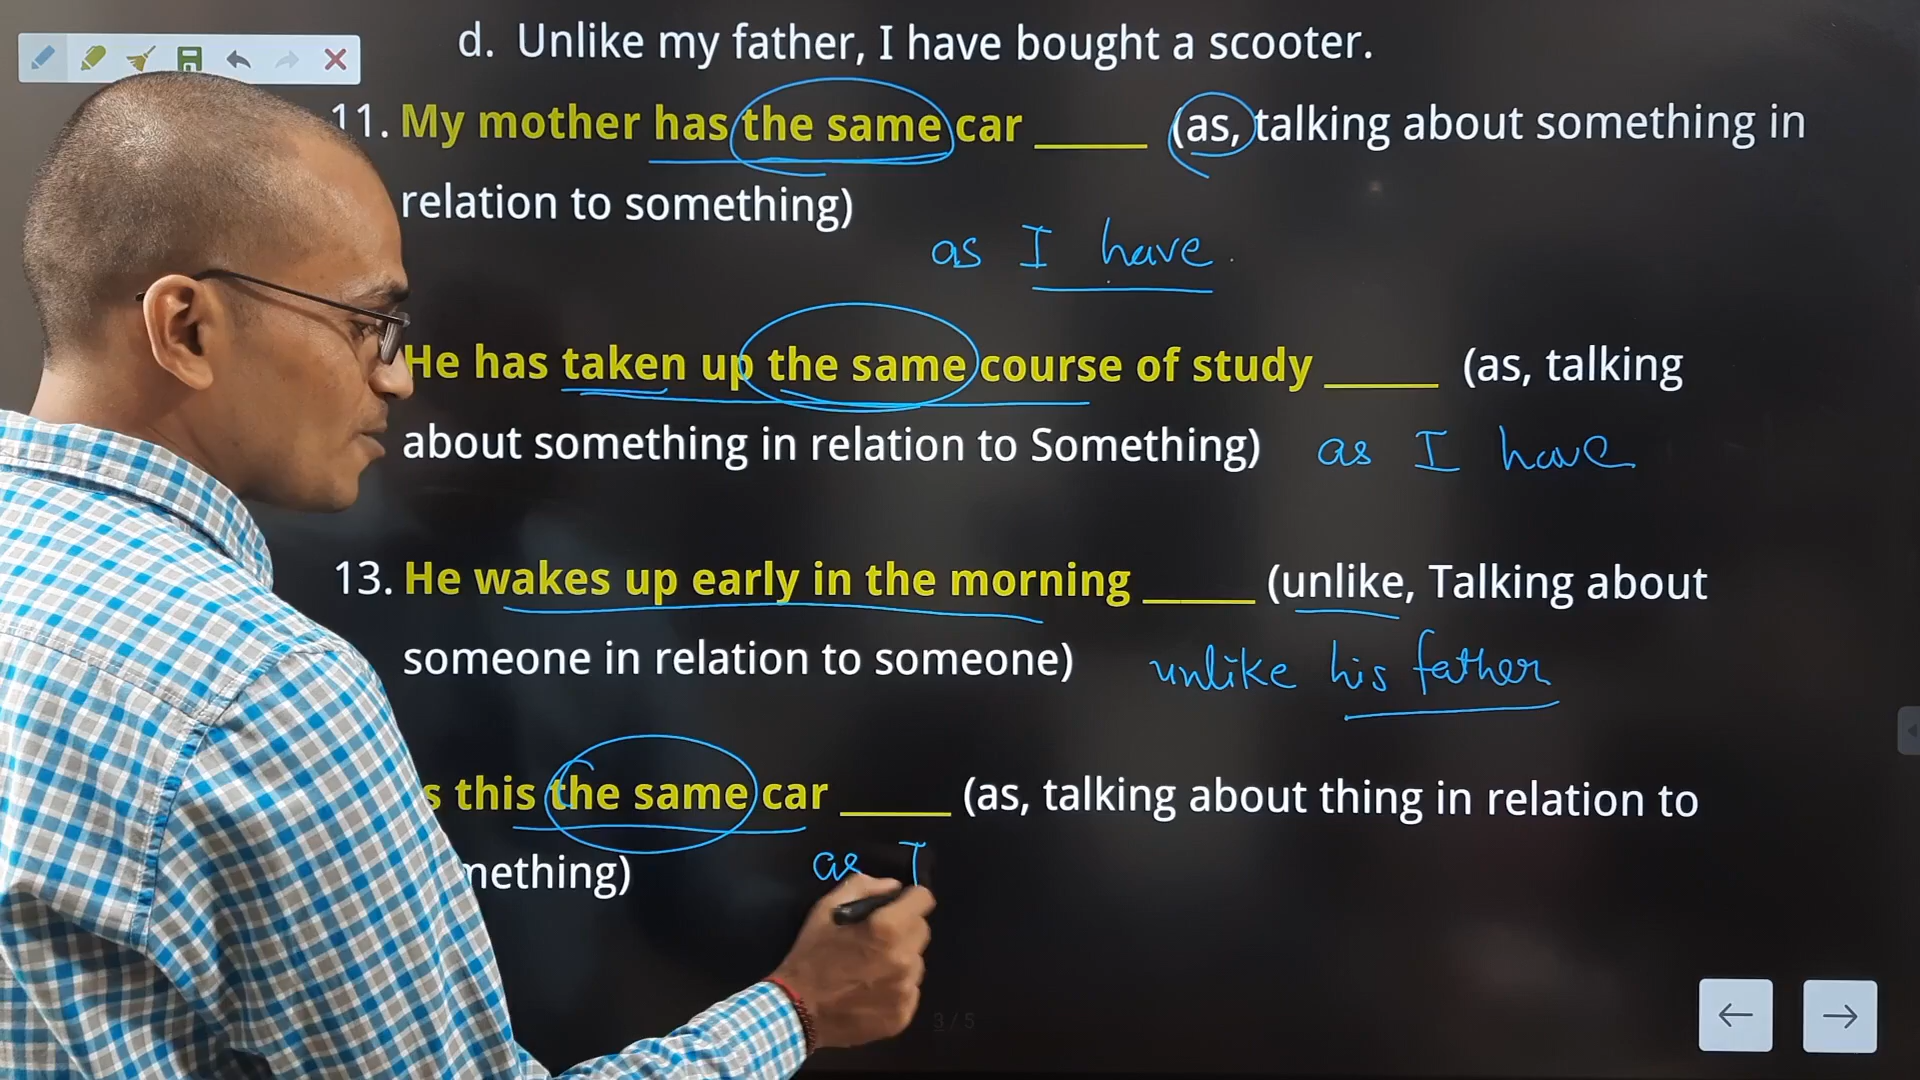 d. Unlike my father, I have bought a scooter.
11. My mother has the same car _____ (as, talking about something in
relation to something)
as I have.
He has taken up the same course of study _____ (as, talking
about something in relation to Something) as I have
13. He wakes up early in the morning _____ (unlike, Talking about
someone in relation to someone) unlike his father
s this the same car _____ (as, talking about thing in relation to
mething) as I
3/5